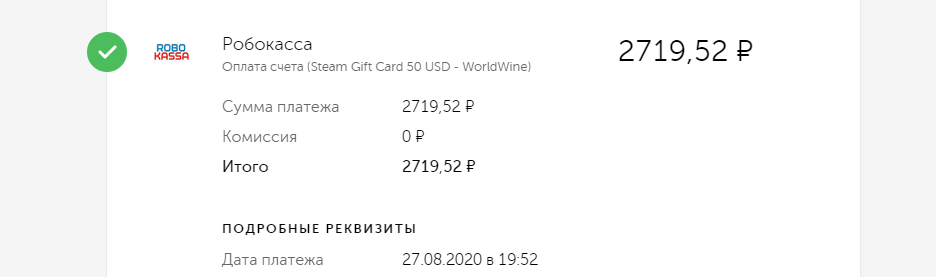 ROBO
KASSA
Робокасса
2719,52 ₽
Оплата счета (Steam Gift Card 50 USD - WorldWine)
Сумма платежа 2719,52 ₽
Комиссия 0 ₽
Итого 2719,52 ₽
ПОДРОБНЫЕ РЕКВИЗИТЫ
Дата платежа 27.08.2020 в 19:52